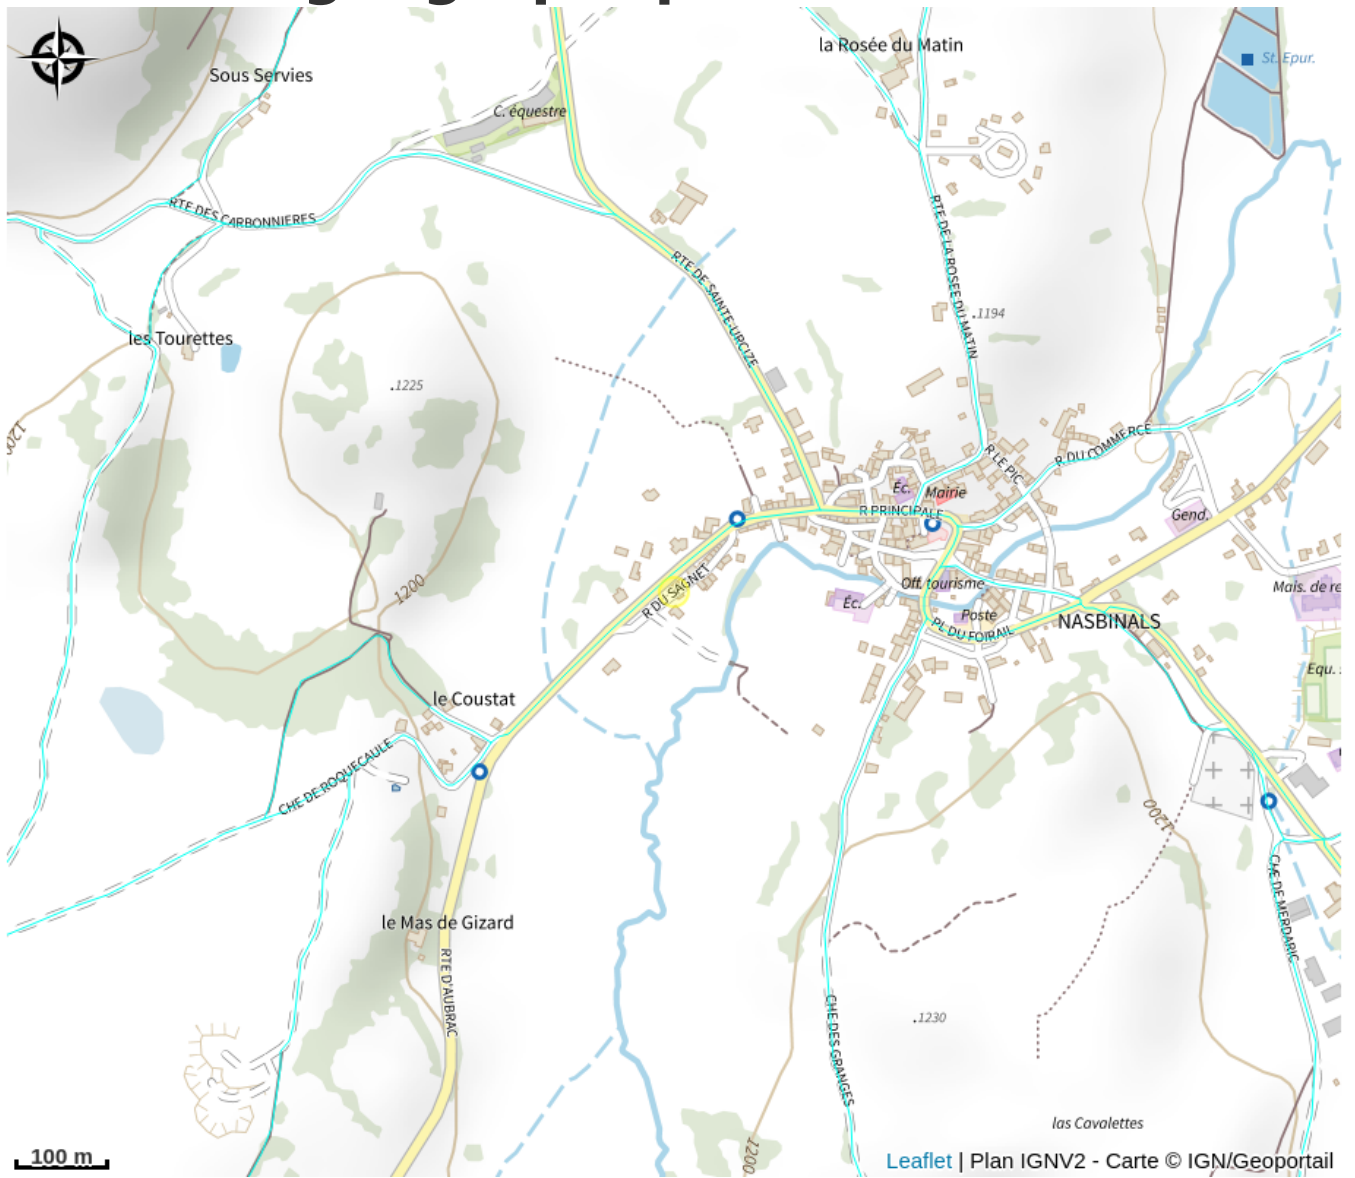 la Rosée du Matin
St. Epur.
Sous Servies
C. équestre
RTE DES CARBONNIERES
RTE DE LA ROSEE DU MATIN
RTE DE SAINTE-URCIZE
.1194
les Tourettes
.1225
1200
R DU COMMERCE
R LE PIC
Éc.
Mairie
R PRINCIPALE
Gend.
1200
R DU SAGNET
Off. tourisme
Éc.
Poste
Mais. de re
PL DU FOIRAIL
NASBINALS
Equ.
le Coustat
CHE DE ROQUECAULE
1200
CHE DE MERDARIC
le Mas de Gizard
RTE D'AUBRAC
CHE DES GRANGES
.1230
las Cavalettes
1200
100 m
Leaflet | Plan IGNV2 - Carte © IGN/Geoportail